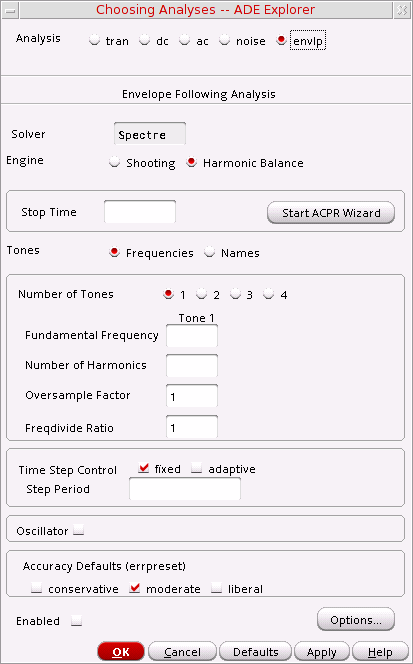 Choosing Analyses -- ADE Explorer
Analysis tran dc ac noise envlp
Envelope Following Analysis
Solver Spectre
Engine Shooting Harmonic Balance
Stop Time Start ACPR Wizard
Tones Frequencies Names
Number of Tones 1 2 3 4
Tone 1
Fundamental Frequency
Number of Harmonics
Oversample Factor 1
Freqdivide Ratio 1
Time Step Control fixed adaptive
Step Period
Oscillator
Accuracy Defaults (errpreset)
conservative moderate liberal
Enabled Options...
OK Cancel Defaults Apply Help